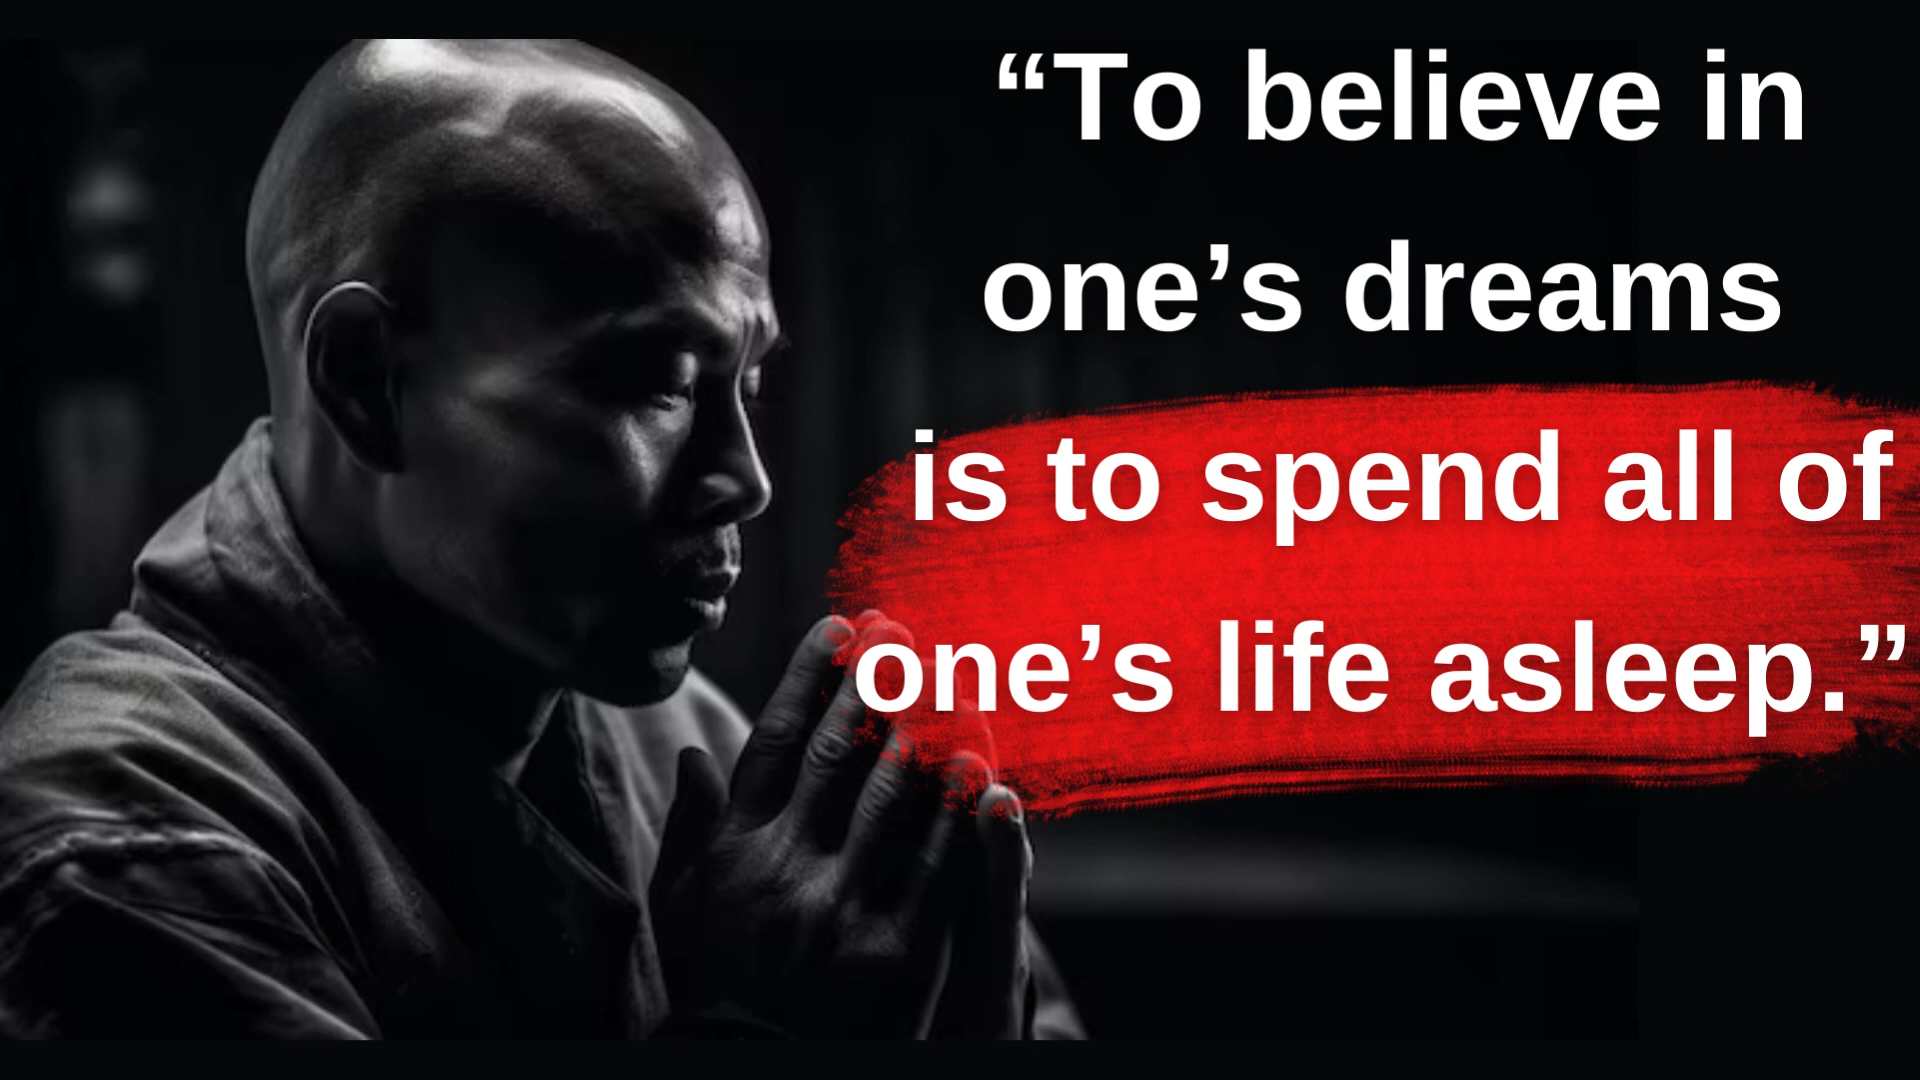 “To believe in
one’s dreams
is to spend all of
one’s life asleep.”